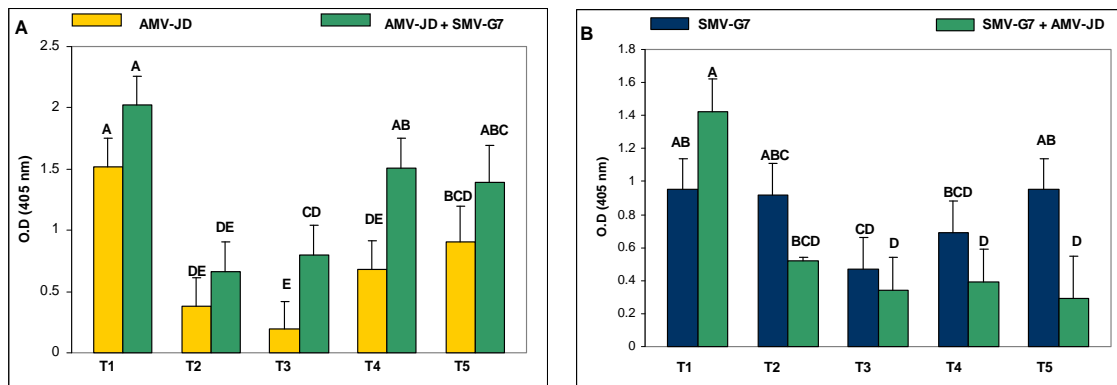 A
AMV-JD
AMV-JD + SMV-G7
2.5
2
1.5
1
0.5
0
O.D (405 nm)
A
A
DE
DE
E
CD
DE
AB
BCD
ABC
T1 T2 T3 T4 T5
B
SMV-G7
SMV-G7 + AMV-JD
1.8
1.6
1.4
1.2
1
0.8
0.6
0.4
0.2
0
O.D (405 nm)
AB
A
ABC
BCD
CD
D
BCD
D
AB
D
T1 T2 T3 T4 T5